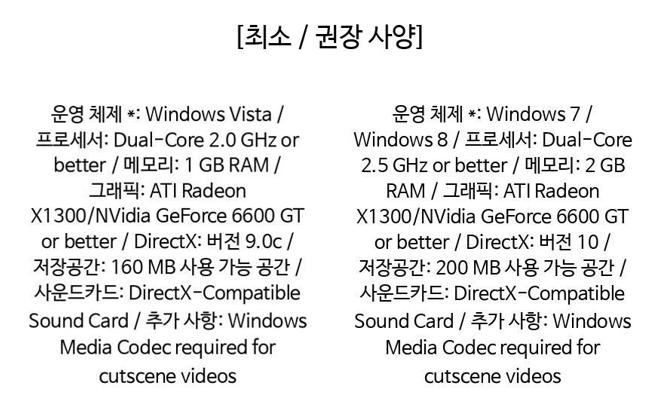 [최소 / 권장 사양]
운영 체제 *: Windows Vista /
프로세서: Dual-Core 2.0 GHz or
better / 메모리: 1 GB RAM /
그래픽: ATI Radeon
X1300/NVidia GeForce 6600 GT
or better / DirectX: 버전 9.0c /
저장공간: 160 MB 사용 가능 공간 /
사운드카드: DirectX-Compatible
Sound Card / 추가 사항: Windows
Media Codec required for
cutscene videos
운영 체제 *: Windows 7 /
Windows 8 / 프로세서: Dual-Core
2.5 GHz or better / 메모리: 2 GB
RAM / 그래픽: ATI Radeon
X1300/NVidia GeForce 6600 GT
or better / DirectX: 버전 10 /
저장공간: 200 MB 사용 가능 공간 /
사운드카드: DirectX-Compatible
Sound Card / 추가 사항: Windows
Media Codec required for
cutscene videos